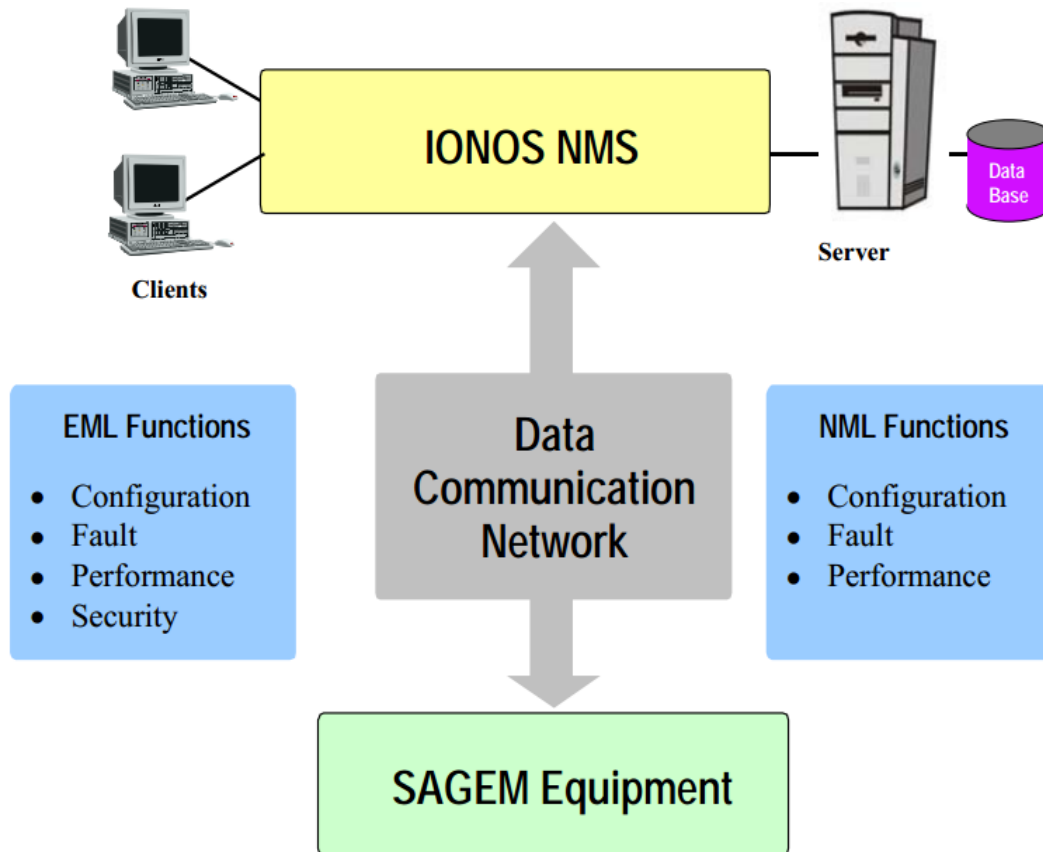 IONOS NMS
Data
Base
Server
Clients
EML Functions
• Configuration
• Fault
• Performance
• Security
Data
Communication
Network
NML Functions
• Configuration
• Fault
• Performance
SAGEM Equipment